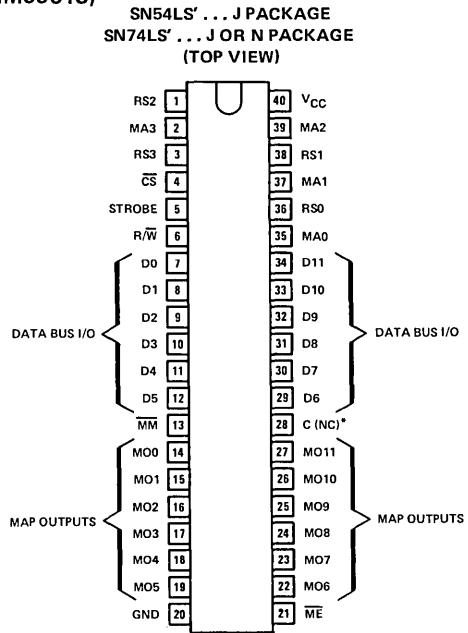 SN54LS' ... J PACKAGE
SN74LS' ... J OR N PACKAGE
(TOP VIEW)
RS2 1 40 VCC
MA3 2 39 MA2
RS3 3 38 RS1
C̅S̅ 4 37 MA1
STROBE 5 36 RS0
R/W̅ 6 35 MA0
D0 7 34 D11
D1 8 33 D10
D2 9 32 D9
DATA BUS I/O D3 10 31 D8 DATA BUS I/O
D4 11 30 D7
D5 12 29 D6
M̅M̅ 13 28 C (NC)*
MO0 14 27 MO11
MO1 15 26 MO10
MO2 16 25 MO9
MAP OUTPUTS MO3 17 24 MO8 MAP OUTPUTS
MO4 18 23 MO7
MO5 19 22 MO6
GND 20 21 M̅E̅